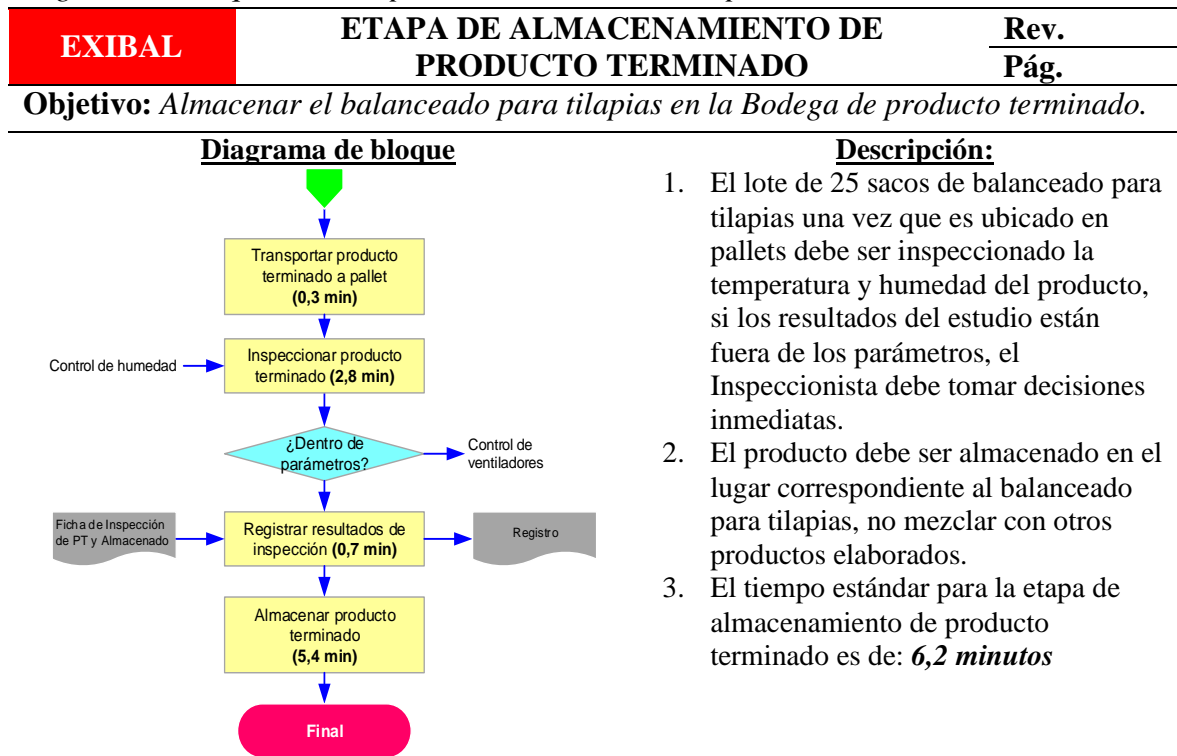 EXIBAL
ETAPA DE ALMACENAMIENTO DE
PRODUCTO TERMINADO
Rev.
Pág.
Objetivo: Almacenar el balanceado para tilapias en la Bodega de producto terminado.
Diagrama de bloque
Transportar producto
terminado a pallet
(0,3 min)
Control de humedad
Inspeccionar producto
terminado (2,8 min)
¿Dentro de
parámetros?
Control de
ventiladores
Ficha de Inspección
de PT y Almacenado
Registrar resultados de
inspección (0,7 min)
Registro
Almacenar producto
terminado
(5,4 min)
Final
Descripción:
1. El lote de 25 sacos de balanceado para
tilapias una vez que es ubicado en
pallets debe ser inspeccionado la
temperatura y humedad del producto,
si los resultados del estudio están
fuera de los parámetros, el
Inspeccionista debe tomar decisiones
inmediatas.
2. El producto debe ser almacenado en el
lugar correspondiente al balanceado
para tilapias, no mezclar con otros
productos elaborados.
3. El tiempo estándar para la etapa de
almacenamiento de producto
terminado es de: 6,2 minutos